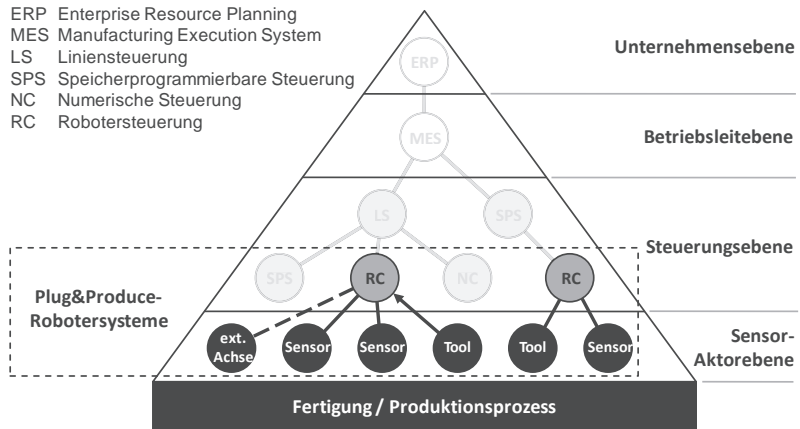 ERP Enterprise Resource Planning
MES Manufacturing Execution System
LS Liniensteuerung
SPS Speicherprogrammierbare Steuerung
NC Numerische Steuerung
RC Robotersteuerung
ERP
Unternehmensebene
MES
Betriebsleitebene
LS
SPS
Steuerungsebene
SPS
RC
NC
RC
Plug&Produce-
Robotersysteme
ext.
Achse
Sensor
Sensor
Tool
Tool
Sensor
Sensor-
Aktorebene
Fertigung / Produktionsprozess